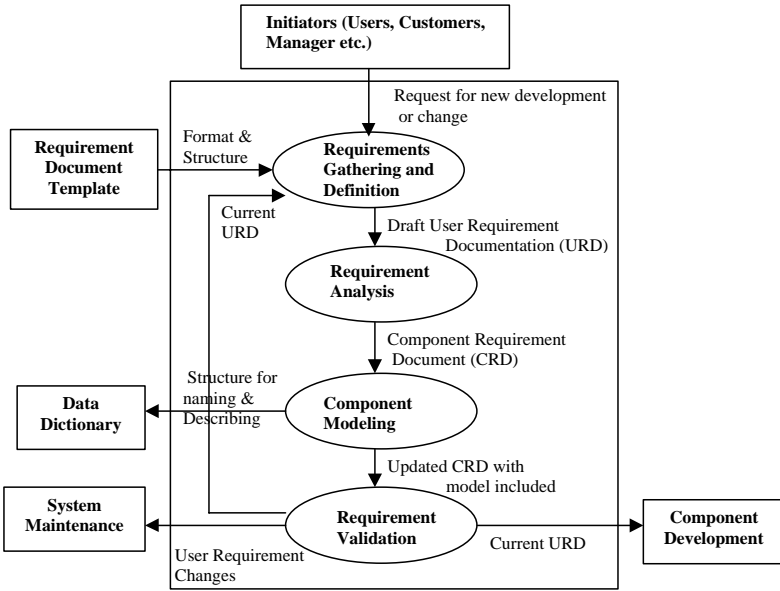 Initiators (Users, Customers,
Manager etc.)
Request for new development
or change
Format &
Structure
Requirement
Document
Template
Requirements
Gathering and
Definition
Current
URD
Draft User Requirement
Documentation (URD)
Requirement
Analysis
Component Requirement
Document (CRD)
Structure for
naming &
Describing
Data
Dictionary
Component
Modeling
Updated CRD with
model included
System
Maintenance
Requirement
Validation
Component
Development
User Requirement
Changes
Current URD